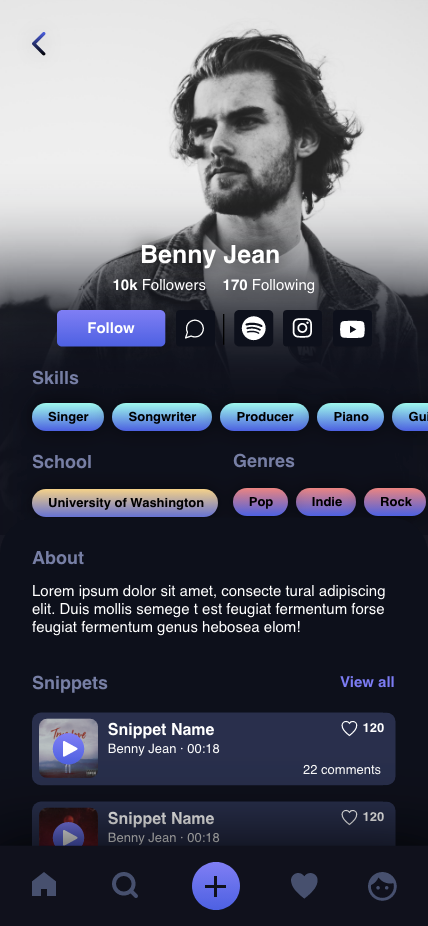 Benny Jean
10k Followers 170 Following
Follow
Skills
Singer Songwriter Producer Piano
School Genres
University of Washington Pop Indie Rock
About
Lorem ipsum dolor sit amet, consecte tural adipiscing
elit. Duis mollis semege t est feugiat fermentum forse
feugiat fermentum genus hebosea elom!
Snippets View all
Snippet Name 120
Benny Jean · 00:18
22 comments
Snippet Name 120
Benny Jean · 00:18